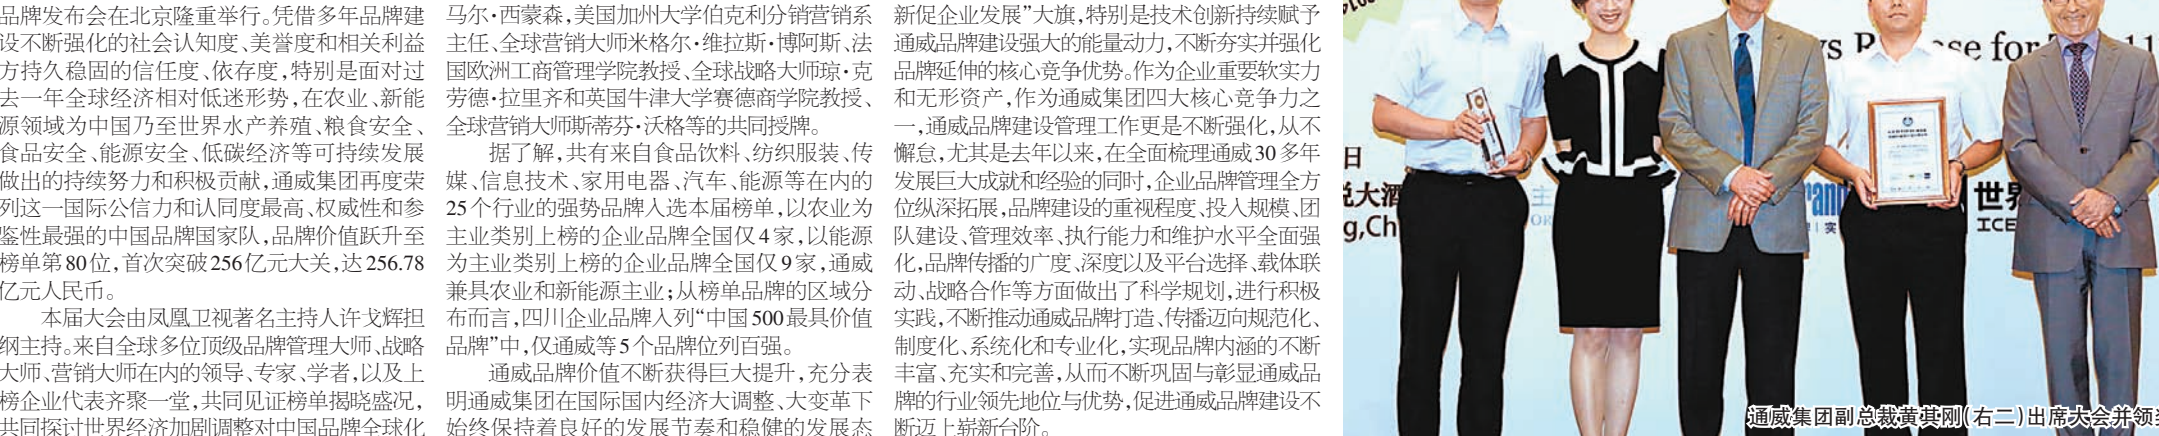 品牌发布会在北京隆重举行。凭借多年品牌建
设不断强化的社会认知度、美誉度和相关利益
方持久稳固的信任度、依存度,特别是面对过
去一年全球经济相对低迷形势,在农业、新能
源领域为中国乃至世界水产养殖、粮食安全、
食品安全、能源安全、低碳经济等可持续发展
做出的持续努力和积极贡献,通威集团再度荣
列这一国际公信力和认同度最高、权威性和参
鉴性最强的中国品牌国家队,品牌价值跃升至
榜单第80位,首次突破256亿元大关,达256.78
亿元人民币。
本届大会由凤凰卫视著名主持人许戈辉担
纲主持。来自全球多位顶级品牌管理大师、战略
大师、营销大师在内的领导、专家、学者,以及上
榜企业代表齐聚一堂,共同见证榜单揭晓盛况,
共同探讨世界经济加剧调整对中国品牌全球化
马尔·西蒙森,美国加州大学伯克利分销营销系
主任、全球营销大师米格尔·维拉斯·博阿斯、法
国欧洲工商管理学院教授、全球战略大师琼·克
劳德·拉里齐和英国牛津大学赛德商学院教授、
全球营销大师斯蒂芬·沃格等的共同授牌。
据了解,共有来自食品饮料、纺织服装、传
媒、信息技术、家用电器、汽车、能源等在内的
25个行业的强势品牌入选本届榜单,以农业为
主业类别上榜的企业品牌全国仅4家,以能源
为主业类别上榜的企业品牌全国仅9家,通威
兼具农业和新能源主业;从榜单品牌的区域分
布而言,四川企业品牌入列“中国500最具价值
品牌”中,仅通威等5个品牌位列百强。
通威品牌价值不断获得巨大提升,充分表
明通威集团在国际国内经济大调整、大变革下
始终保持着良好的发展节奏和稳健的发展态
新促企业发展”大旗,特别是技术创新持续赋予
通威品牌建设强大的能量动力,不断夯实并强化
品牌延伸的核心竞争优势。作为企业重要软实力
和无形资产,作为通威集团四大核心竞争力之
一,通威品牌建设管理工作更是不断强化,从不
懈怠,尤其是去年以来,在全面梳理通威30多年
发展巨大成就和经验的同时,企业品牌管理全方
位纵深拓展,品牌建设的重视程度、投入规模、团
队建设、管理效率、执行能力和维护水平全面强
化,品牌传播的广度、深度以及平台选择、载体联
动、战略合作等方面做出了科学规划,进行积极
实践,不断推动通威品牌打造、传播迈向规范化、
制度化、系统化和专业化,实现品牌内涵的不断
丰富、充实和完善,从而不断巩固与彰显通威品
牌的行业领先地位与优势,促进通威品牌建设不
断迈上崭新台阶。
se for
日
悦大酒
g,Ch
主
世界
ICE
通威集团副总裁黄其刚(右二)出席大会并领奖